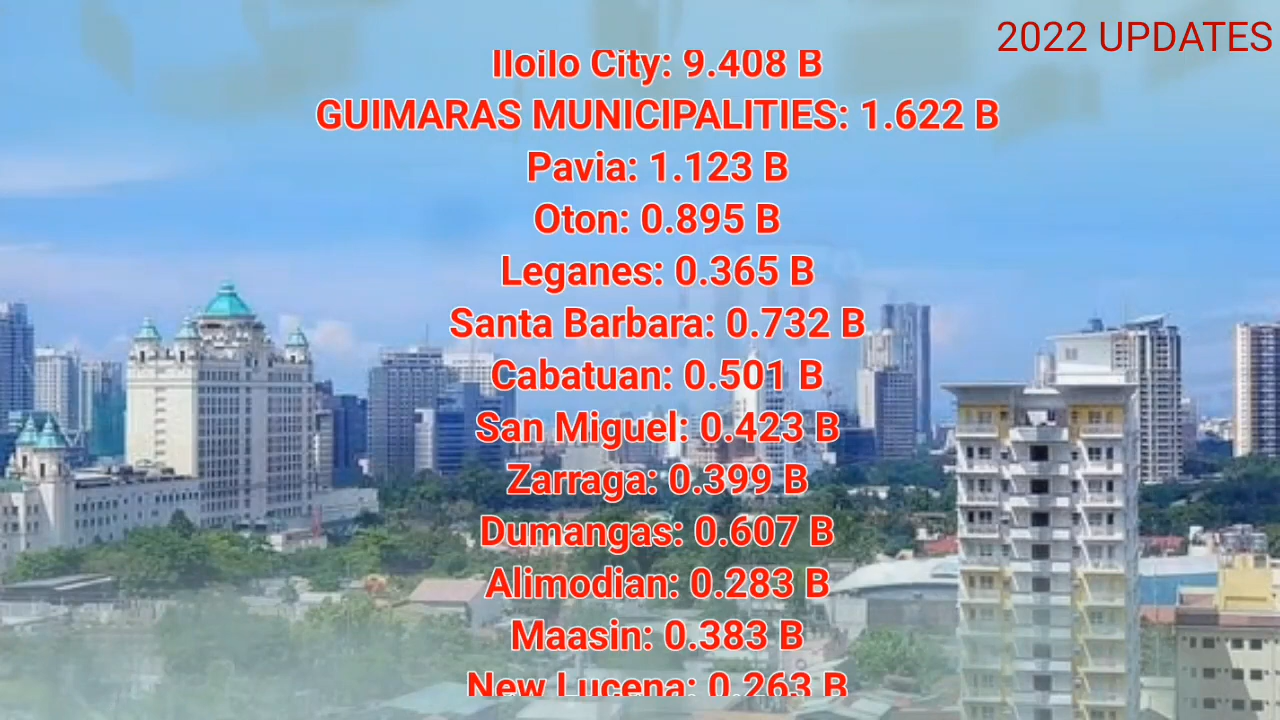 2022 UPDATES
Iloilo City: 9.408 B
GUIMARAS MUNICIPALITIES: 1.622 B
Pavia: 1.123 B
Oton: 0.895 B
Leganes: 0.365 B
Santa Barbara: 0.732 B
Cabatuan: 0.501 B
San Miguel: 0.423 B
Zarraga: 0.399 B
Dumangas: 0.607 B
Alimodian: 0.283 B
Maasin: 0.383 B
New Lucena: 0.263 B